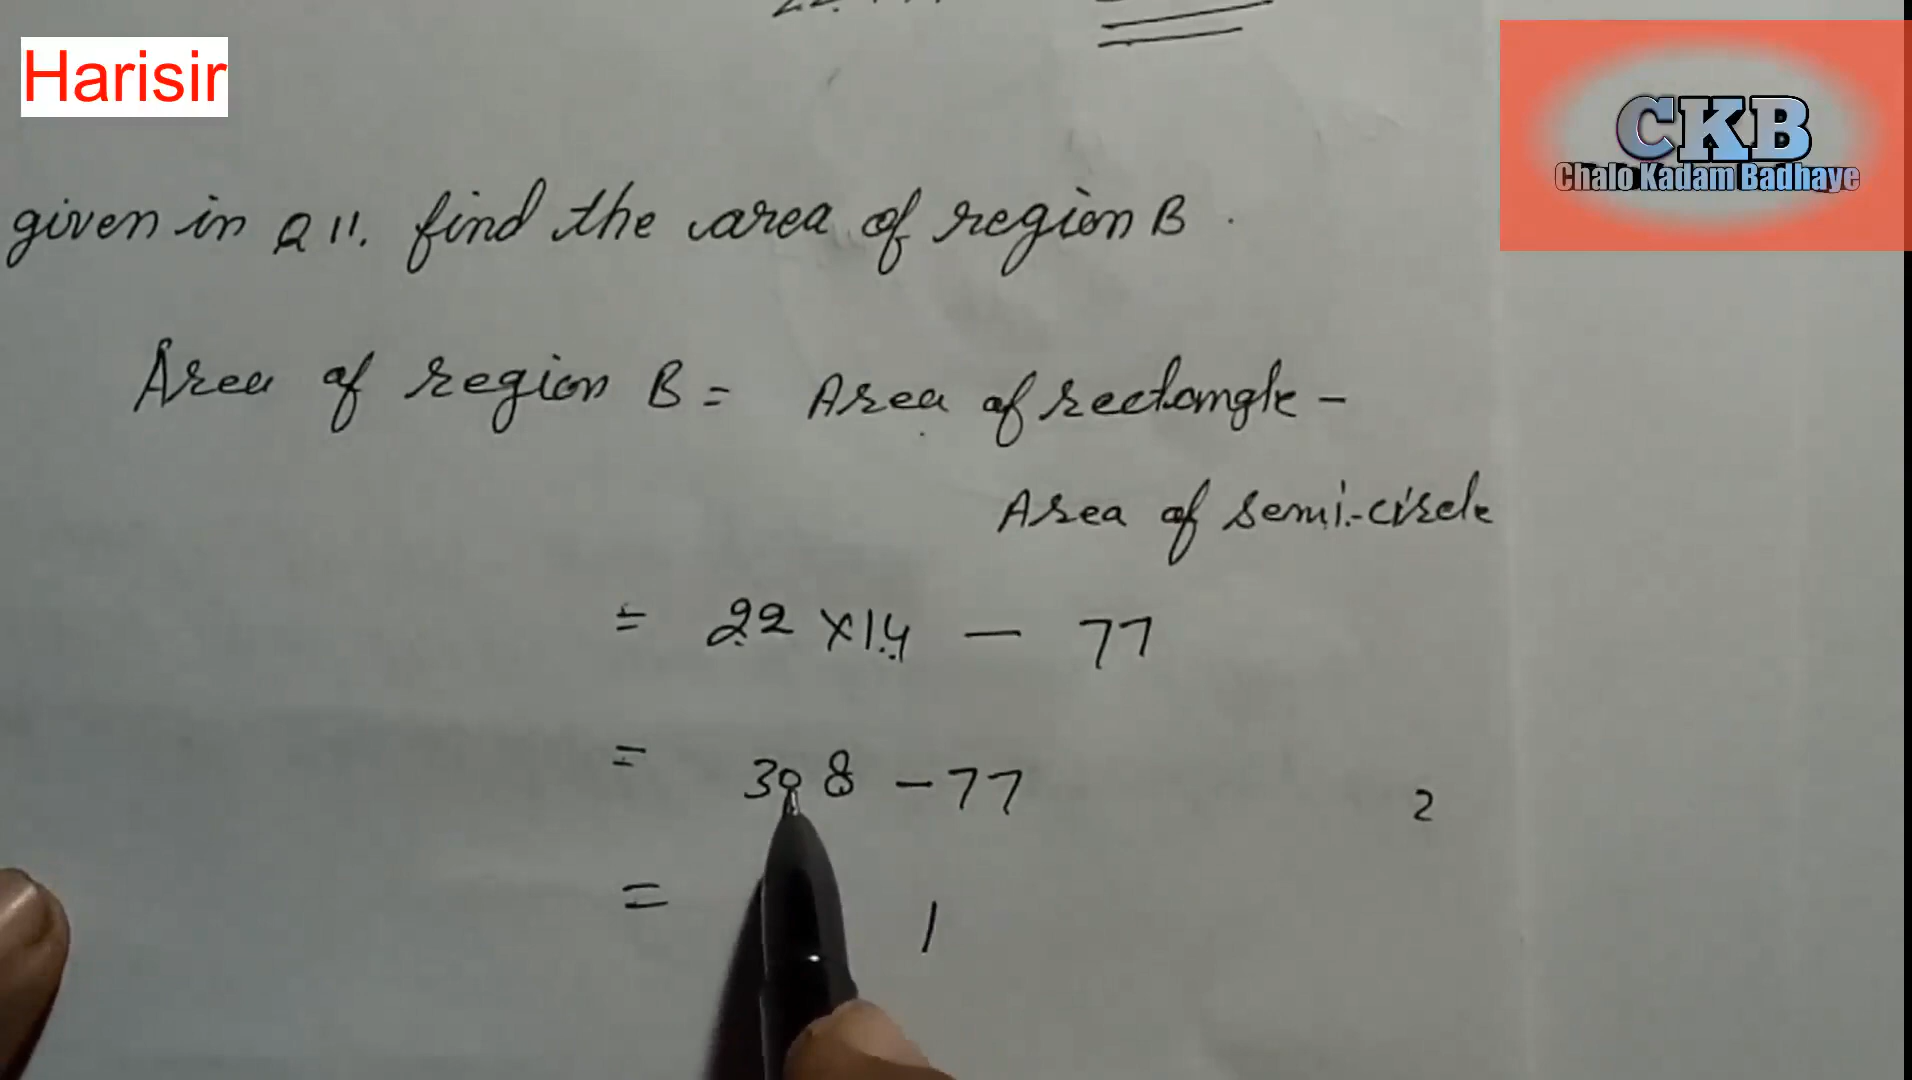 Harisir
CKB
Chalo Kadam Badhaye
given in Q 11. find the area of region B.
Area of region B = Area of rectangle -
Area of semi-circle
= 22 × 14 - 77
= 308 - 77
2
= 1